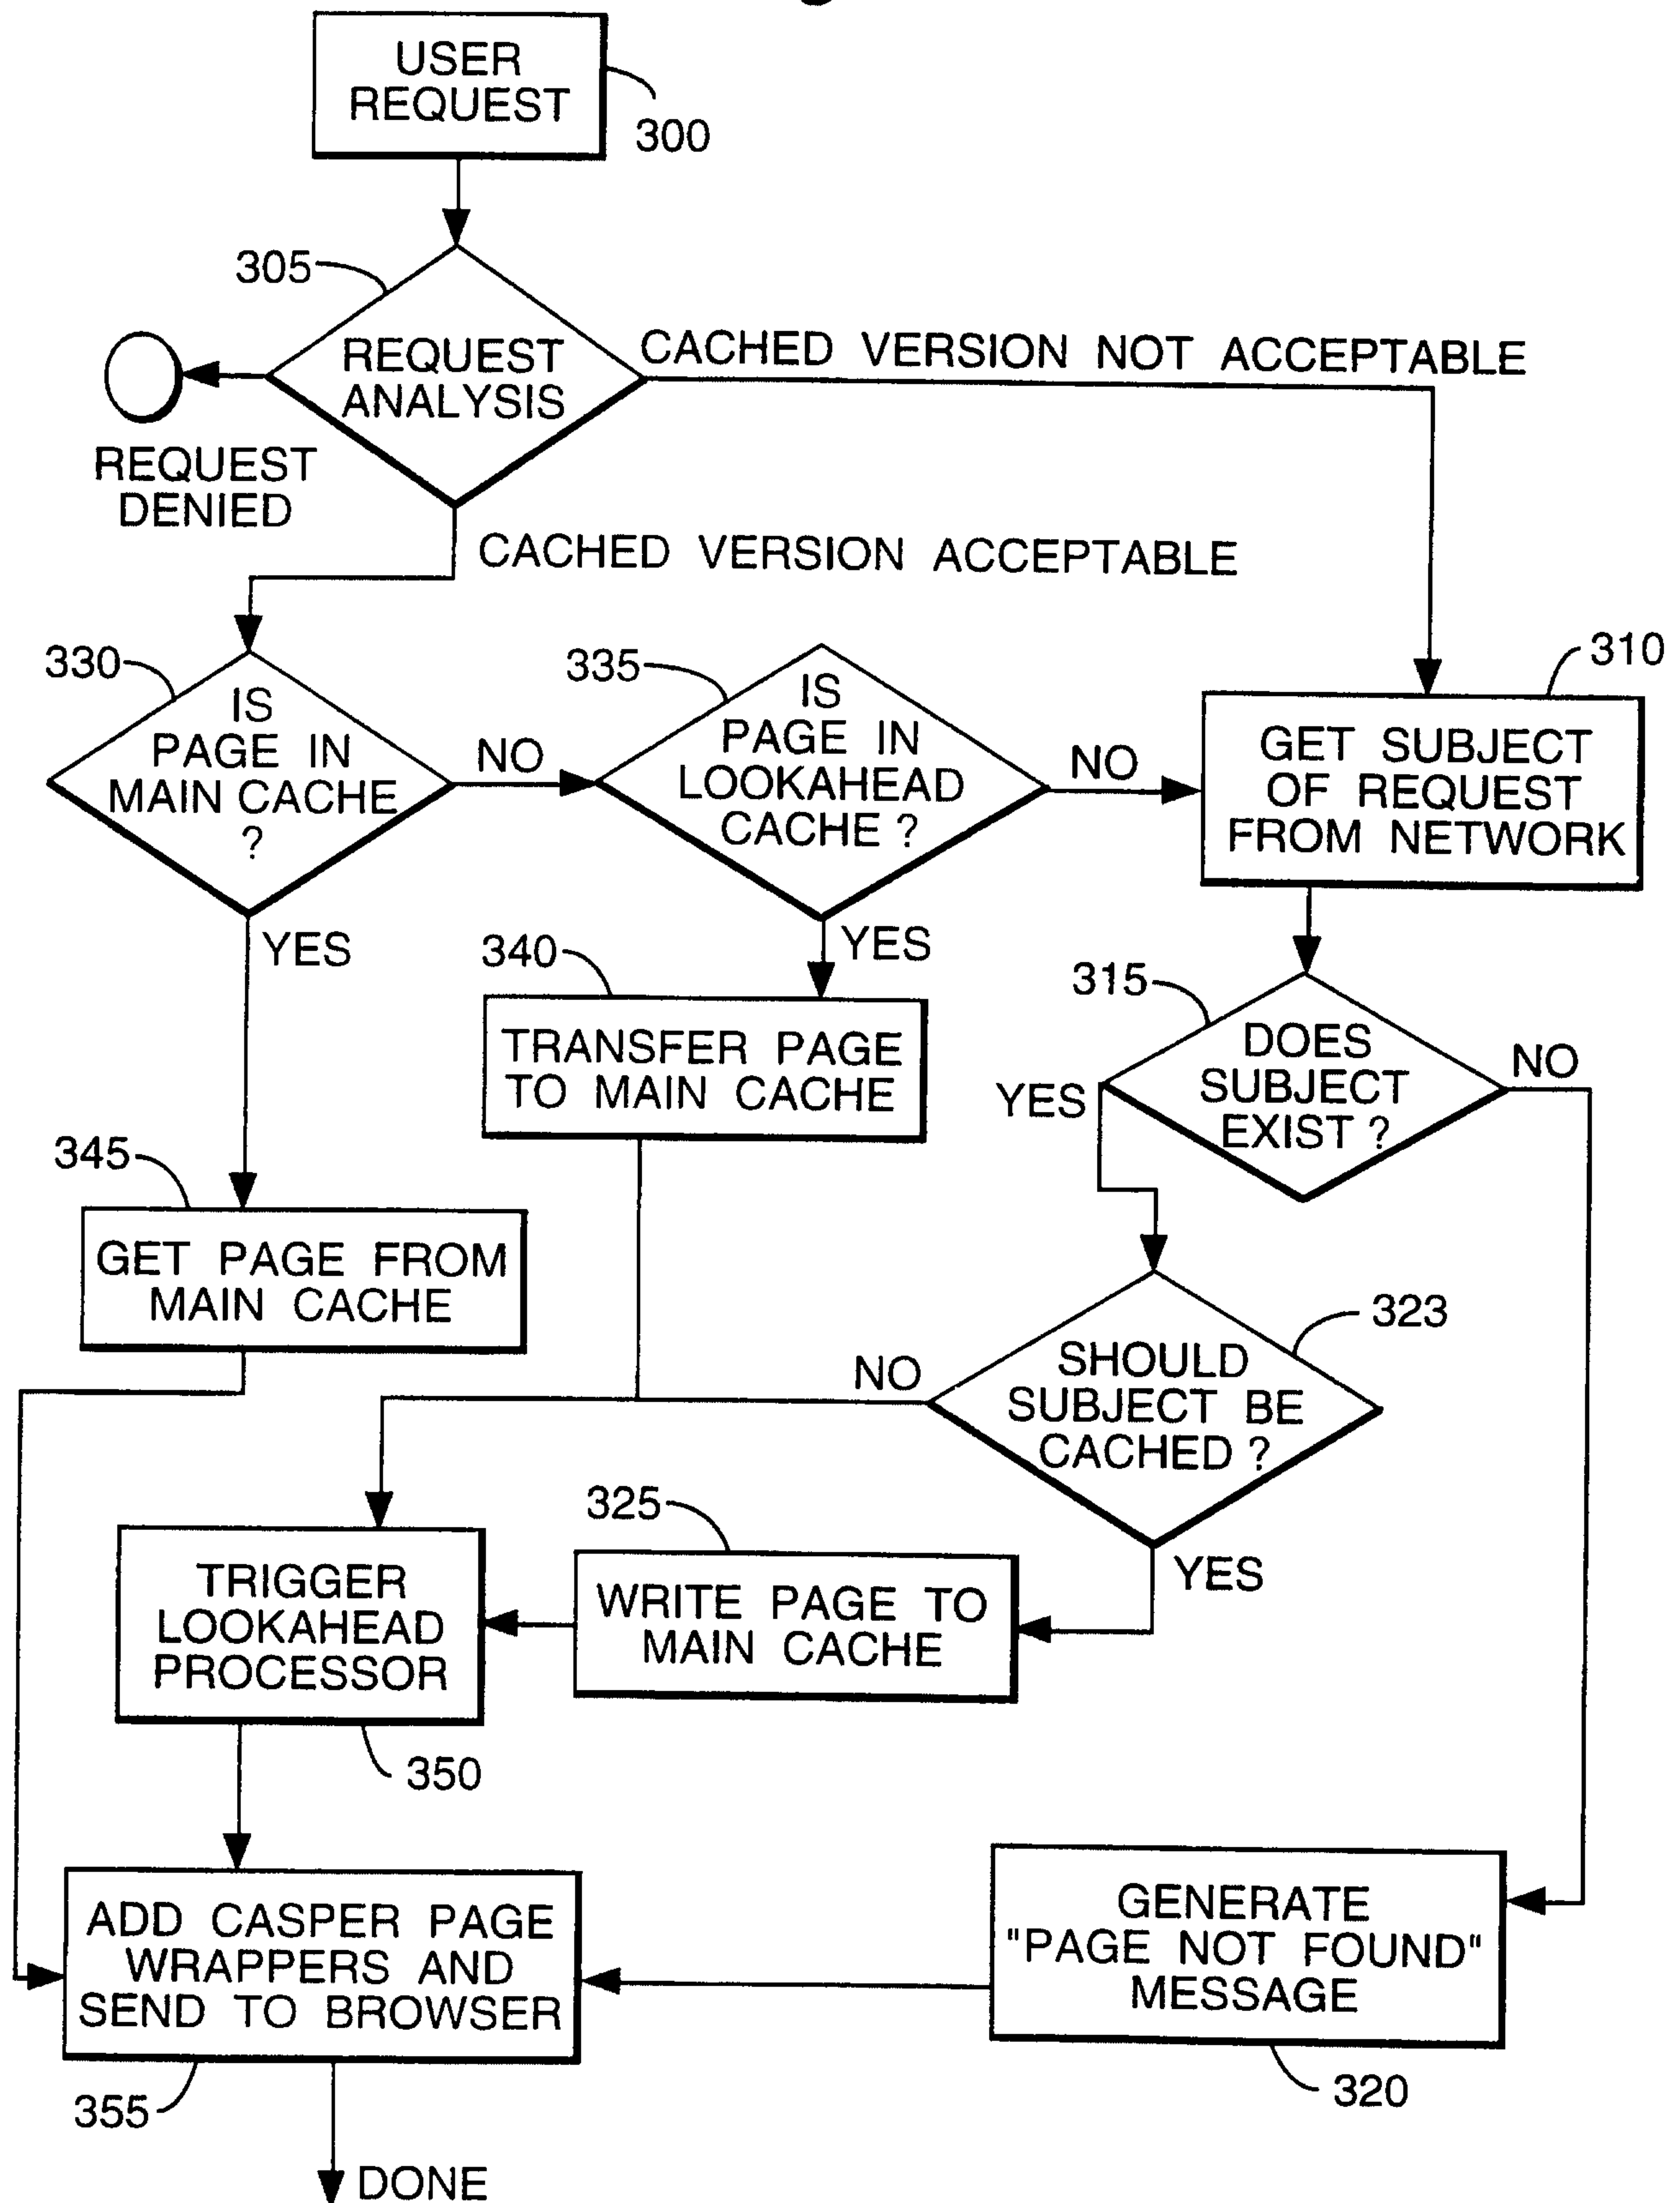 USER
REQUEST
300
305
REQUEST
ANALYSIS
CACHED VERSION NOT ACCEPTABLE
REQUEST
DENIED
CACHED VERSION ACCEPTABLE
330
IS
PAGE IN
MAIN CACHE
?
NO
335
IS
PAGE IN
LOOKAHEAD
CACHE ?
NO
310
GET SUBJECT
OF REQUEST
FROM NETWORK
YES
YES
340
TRANSFER PAGE
TO MAIN CACHE
315
DOES
SUBJECT
EXIST ?
NO
YES
345
GET PAGE FROM
MAIN CACHE
323
SHOULD
SUBJECT BE
CACHED ?
NO
YES
325
WRITE PAGE TO
MAIN CACHE
TRIGGER
LOOKAHEAD
PROCESSOR
350
ADD CASPER PAGE
WRAPPERS AND
SEND TO BROWSER
355
GENERATE
"PAGE NOT FOUND"
MESSAGE
320
DONE